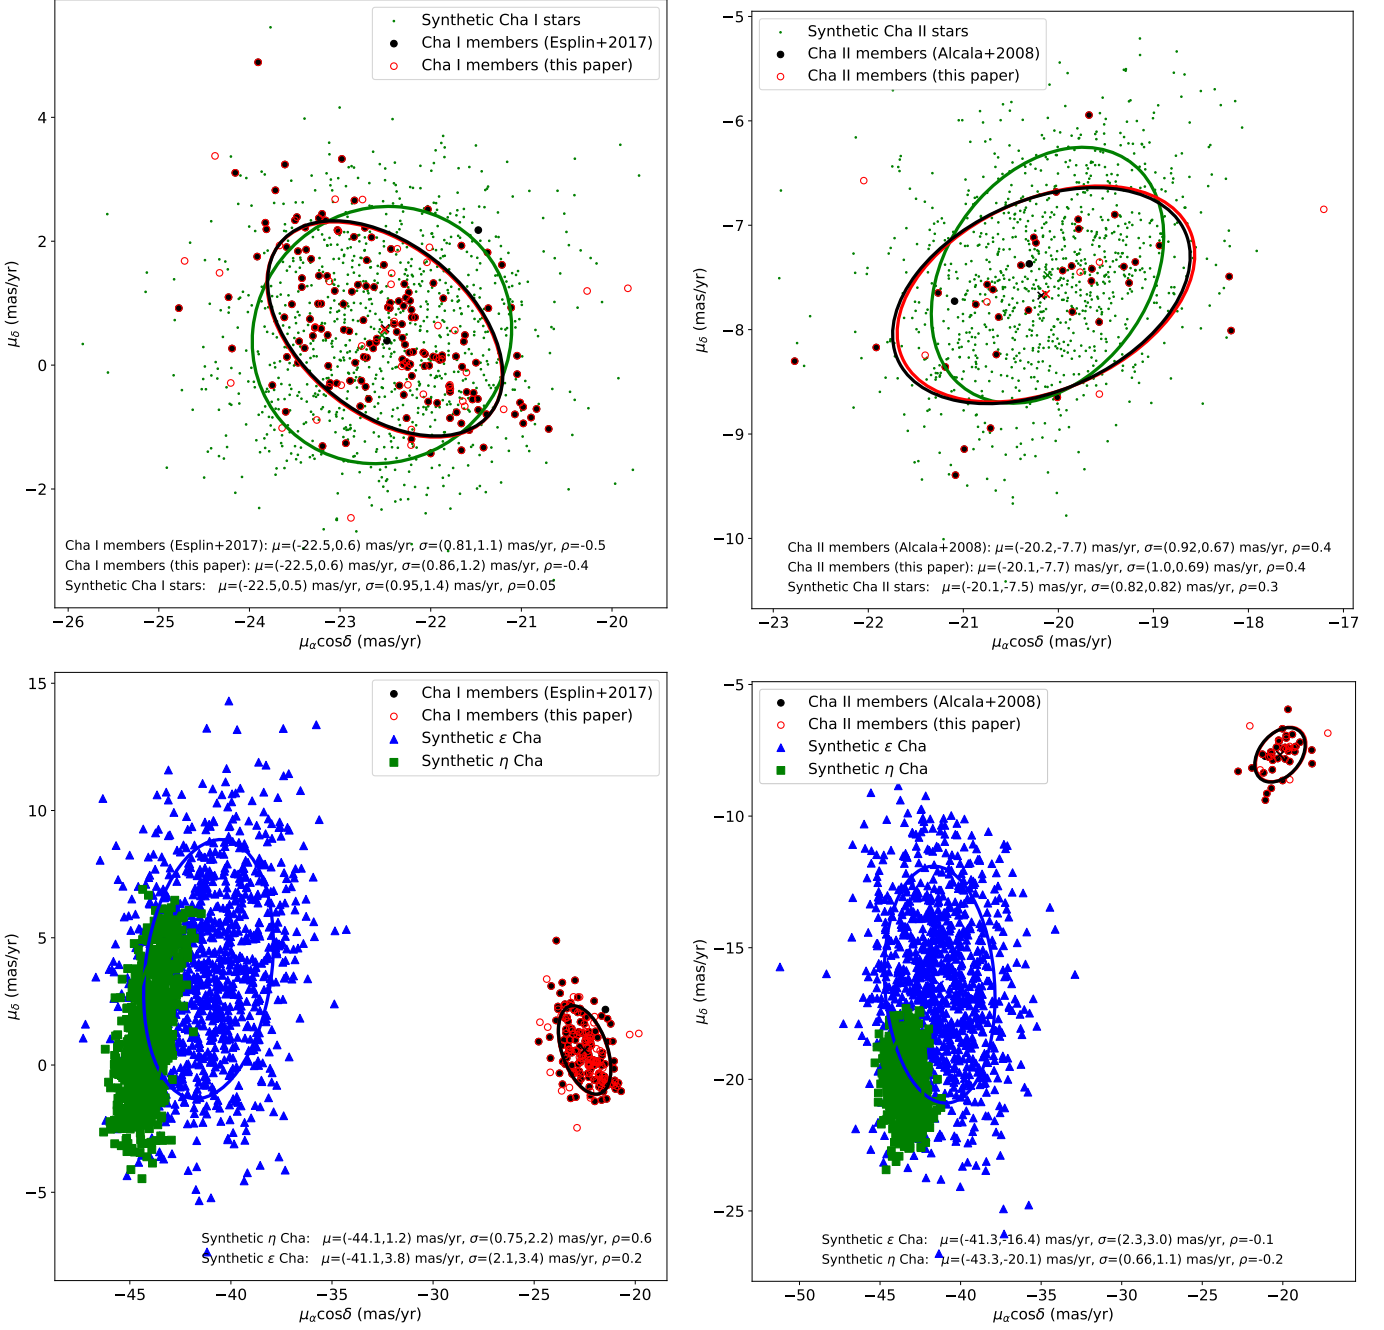 Synthetic Cha I stars
Cha I members (Esplin+2017)
Cha I members (this paper)
4
2
0
−2
μδ (mas/yr)
Cha I members (Esplin+2017): μ=(-22.5,0.6) mas/yr, σ=(0.81,1.1) mas/yr, ρ=-0.5
Cha I members (this paper): μ=(-22.5,0.6) mas/yr, σ=(0.86,1.2) mas/yr, ρ=-0.4
Synthetic Cha I stars: μ=(-22.5,0.5) mas/yr, σ=(0.95,1.4) mas/yr, ρ=0.05
−26 −25 −24 −23 −22 −21 −20
μαcosδ (mas/yr)
Synthetic Cha II stars
Cha II members (Alcala+2008)
Cha II members (this paper)
−5
−6
−7
−8
−9
−10
μδ (mas/yr)
Cha II members (Alcala+2008): μ=(-20.2,-7.7) mas/yr, σ=(0.92,0.67) mas/yr, ρ=0.4
Cha II members (this paper): μ=(-20.1,-7.7) mas/yr, σ=(1.0,0.69) mas/yr, ρ=0.4
Synthetic Cha II stars: μ=(-20.1,-7.5) mas/yr, σ=(0.82,0.82) mas/yr, ρ=0.3
−23 −22 −21 −20 −19 −18 −17
μαcosδ (mas/yr)
Cha I members (Esplin+2017)
Cha I members (this paper)
Synthetic ε Cha
Synthetic η Cha
15
10
5
0
−5
μδ (mas/yr)
Synthetic η Cha: μ=(-44.1,1.2) mas/yr, σ=(0.75,2.2) mas/yr, ρ=0.6
Synthetic ε Cha: μ=(-41.1,3.8) mas/yr, σ=(2.1,3.4) mas/yr, ρ=0.2
−45 −40 −35 −30 −25 −20
μαcosδ (mas/yr)
Cha II members (Alcala+2008)
Cha II members (this paper)
Synthetic ε Cha
Synthetic η Cha
−5
−10
−15
−20
−25
μδ (mas/yr)
Synthetic ε Cha: μ=(-41.3,-16.4) mas/yr, σ=(2.3,3.0) mas/yr, ρ=-0.1
Synthetic η Cha: μ=(-43.3,-20.1) mas/yr, σ=(0.66,1.1) mas/yr, ρ=-0.2
−50 −45 −40 −35 −30 −25 −20
μαcosδ (mas/yr)